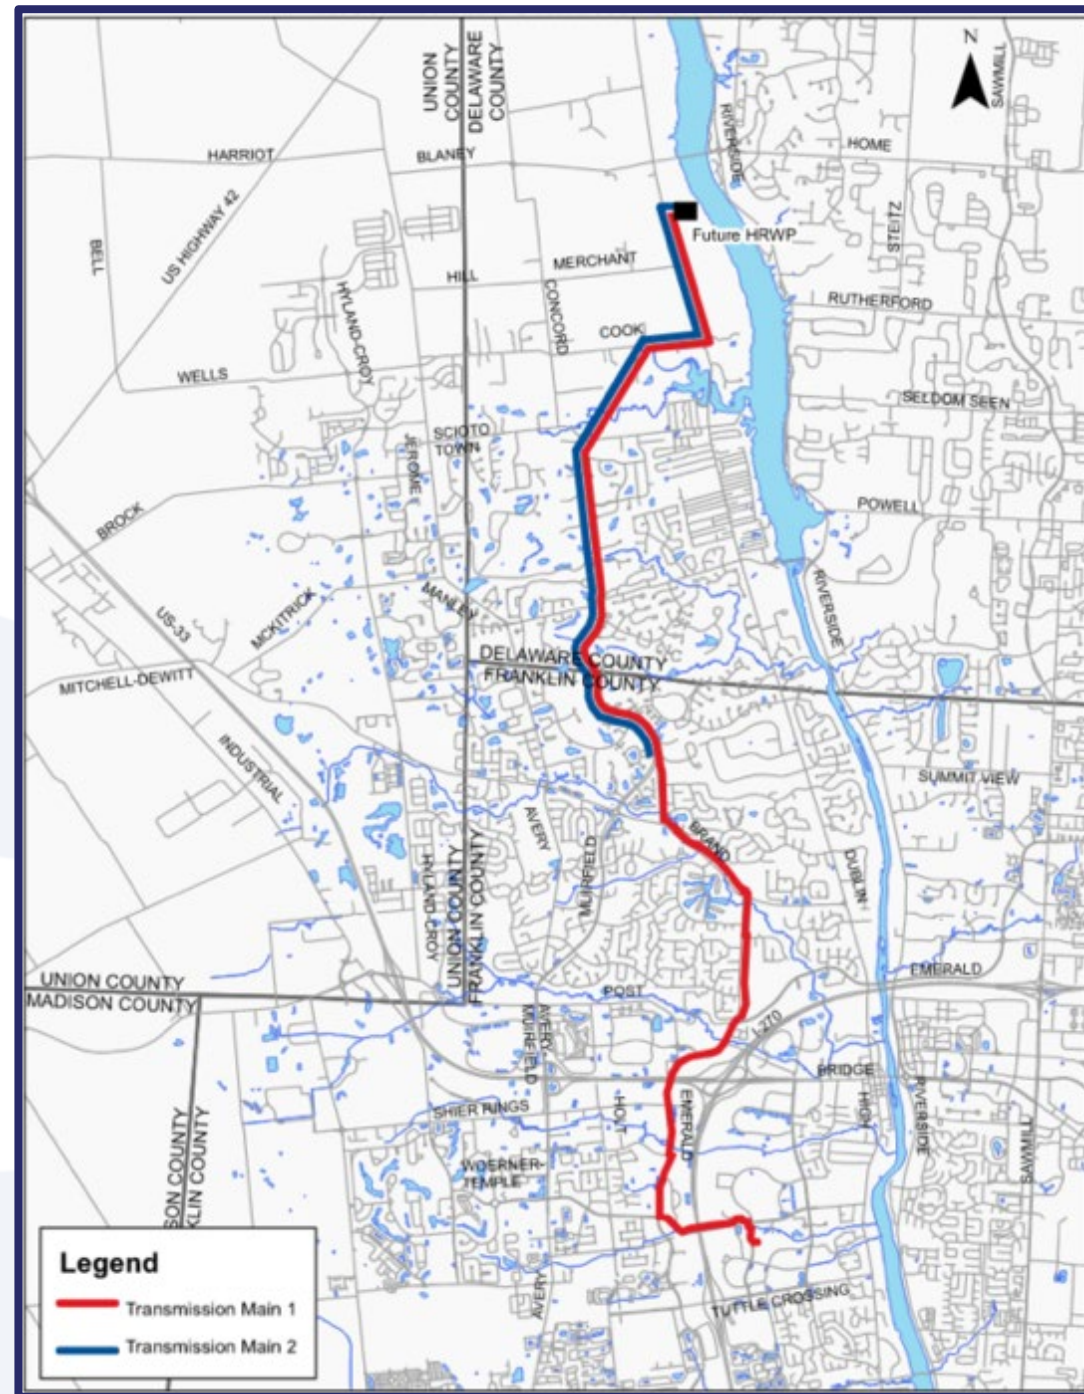 N
UNION
COUNTY
DELAWARE
COUNTY
SAWMILL
RIVERSIDE
HOME
HARRIOT
BLANEY
US HIGHWAY 42
BELL
STEITZ
Future HRWP
MERCHANT
HILL
CONCORD
HYLAND-CROY
RUTHERFORD
COOK
WELLS
SELDOM SEEN
SCIOTO
TOWN
JEROME
POWELL
BROCK
RIVERSIDE
MANLEY
MCKITRICK
US-33
DELAWARE COUNTY
FRANKLIN COUNTY
MITCHELL-DEWITT
INDUSTRIAL
SUMMIT VIEW
AVERY
BRAND
MUIRFIELD
DUBLIN
HYLAND-CROY
UNION COUNTY
FRANKLIN COUNTY
EMERALD
UNION COUNTY
MADISON COUNTY
POST
AVERY-
MUIRFIELD
I-270
BRIDGE
SHIER RINGS
HOLT
EMERALD
HIGH
RIVERSIDE
SAWMILL
WOERNER-
TEMPLE
SON COUNTY
KLIN COUNTY
AVERY
TUTTLE CROSSING
Legend
Transmission Main 1
Transmission Main 2